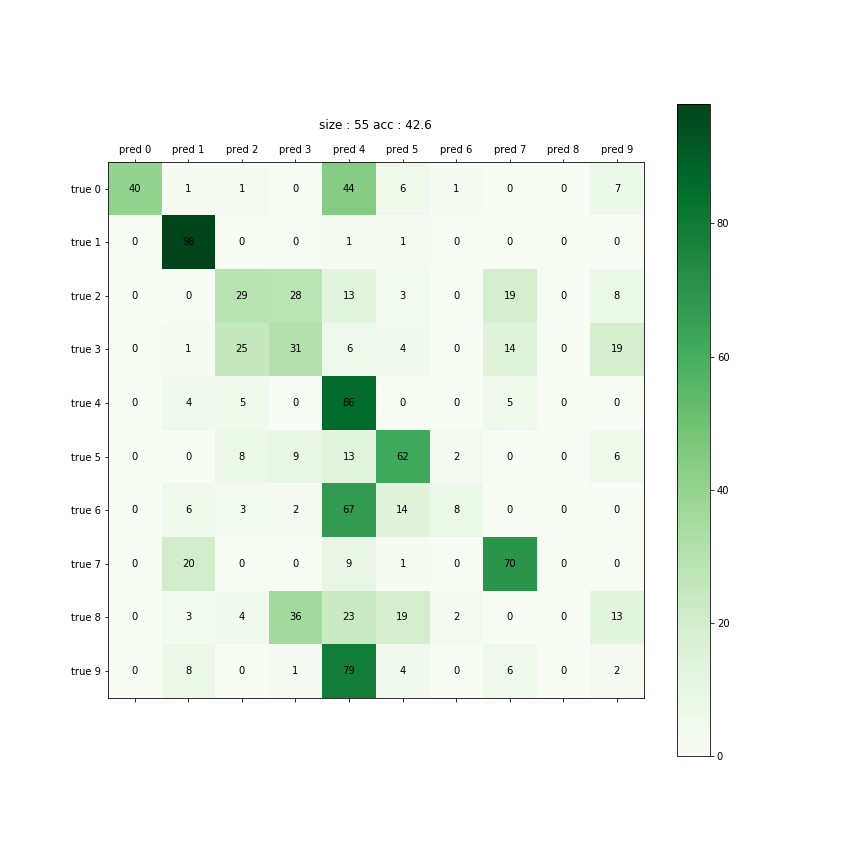 size : 55 acc : 42.6
pred 0 pred 1 pred 2 pred 3 pred 4 pred 5 pred 6 pred 7 pred 8 pred 9
true 0 40 1 1 0 44 6 1 0 0 7
true 1 0 98 0 0 1 1 0 0 0 0
true 2 0 0 29 28 13 3 0 19 0 8
true 3 0 1 25 31 6 4 0 14 0 19
true 4 0 4 5 0 86 0 0 5 0 0
true 5 0 0 8 9 13 62 2 0 0 6
true 6 0 6 3 2 67 14 8 0 0 0
true 7 0 20 0 0 9 1 0 70 0 0
true 8 0 3 4 36 23 19 2 0 0 13
true 9 0 8 0 1 79 4 0 6 0 2
80
60
40
20
0